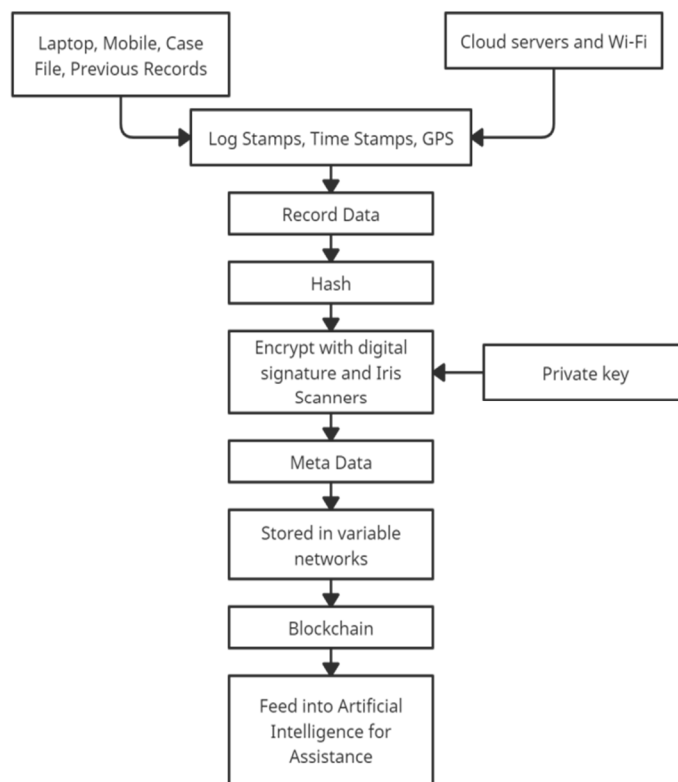 Laptop, Mobile, Case
File, Previous Records
Cloud servers and Wi-Fi
Log Stamps, Time Stamps, GPS
Record Data
Hash
Encrypt with digital
signature and Iris
Scanners
Private key
Meta Data
Stored in variable
networks
Blockchain
Feed into Artificial
Intelligence for
Assistance